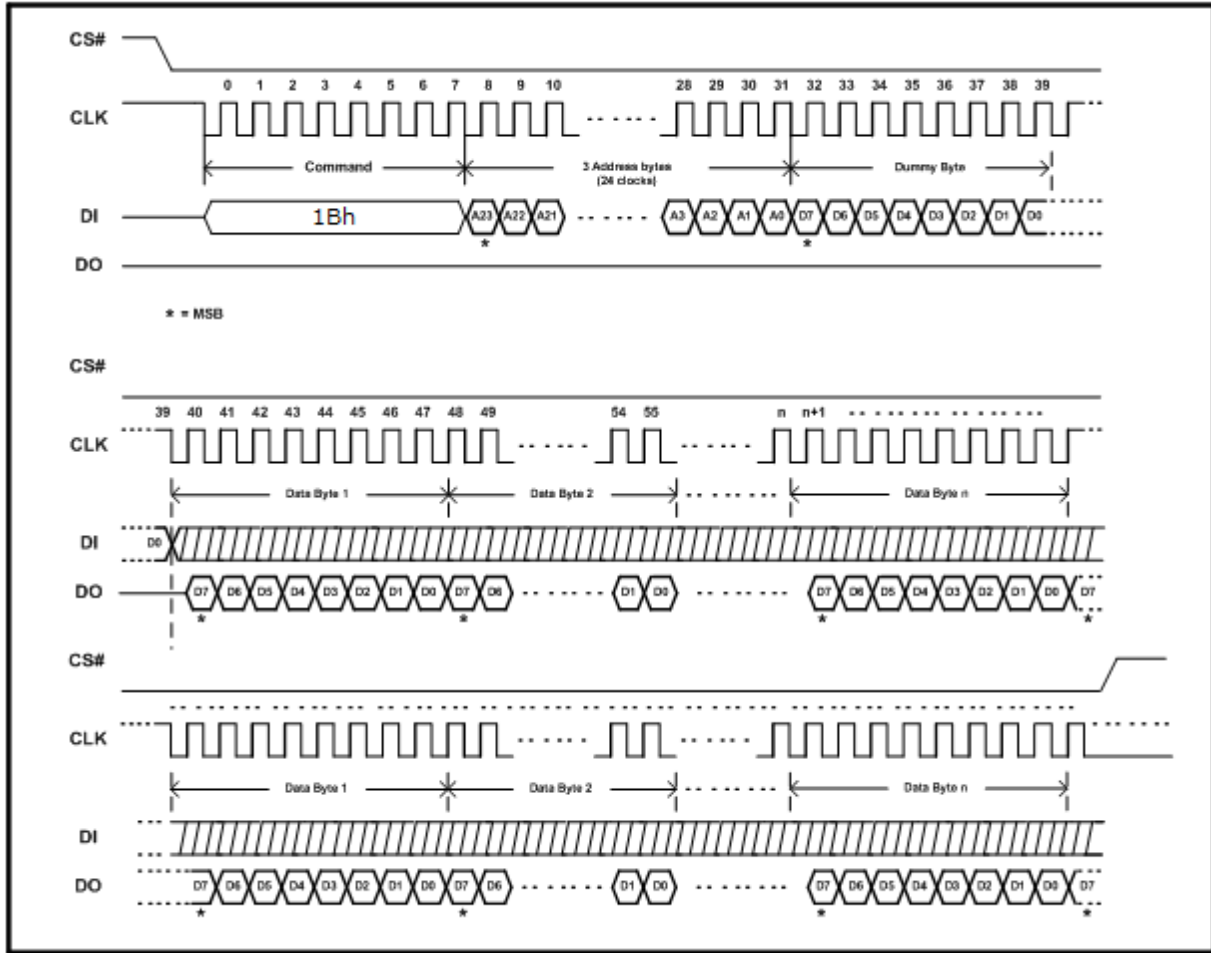 CS#
0 1 2 3 4 5 6 7 8 9 10 28 29 30 31 32 33 34 35 36 37 38 39
CLK
Command 3 Address bytes Dummy Byte
(24 clocks)
DI 1Bh A23 A22 A21 A3 A2 A1 A0 D7 D6 D5 D4 D3 D2 D1 D0
* *
DO
* = MSB
CS#
39 40 41 42 43 44 45 46 47 48 49 54 55 n n+1
CLK
Data Byte 1 Data Byte 2 Data Byte n
DI D0
DO D7 D6 D5 D4 D3 D2 D1 D0 D7 D6 D1 D0 D7 D6 D5 D4 D3 D2 D1 D0 D7
* * * *
CS#
CLK
Data Byte 1 Data Byte 2 Data Byte n
DI
DO D7 D6 D5 D4 D3 D2 D1 D0 D7 D6 D1 D0 D7 D6 D5 D4 D3 D2 D1 D0 D7
* * * *